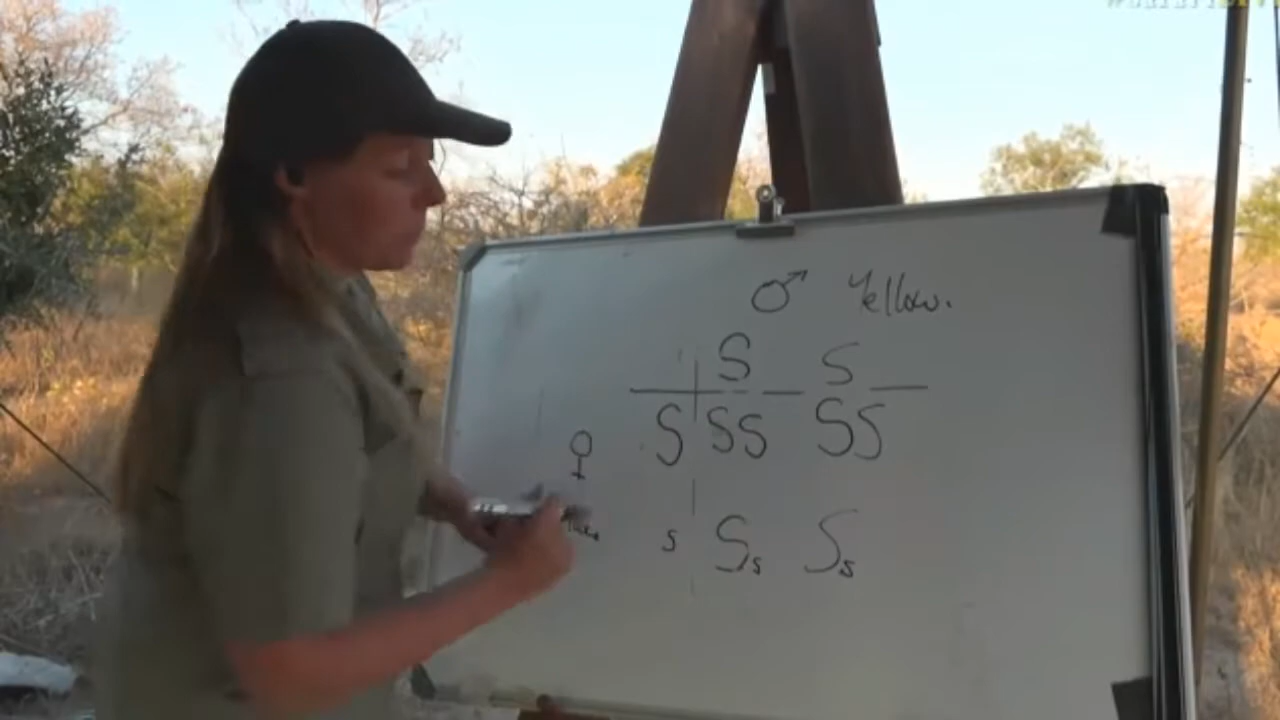 ♂ Yellow.
S S
S SS SS
♀
s Ss Ss